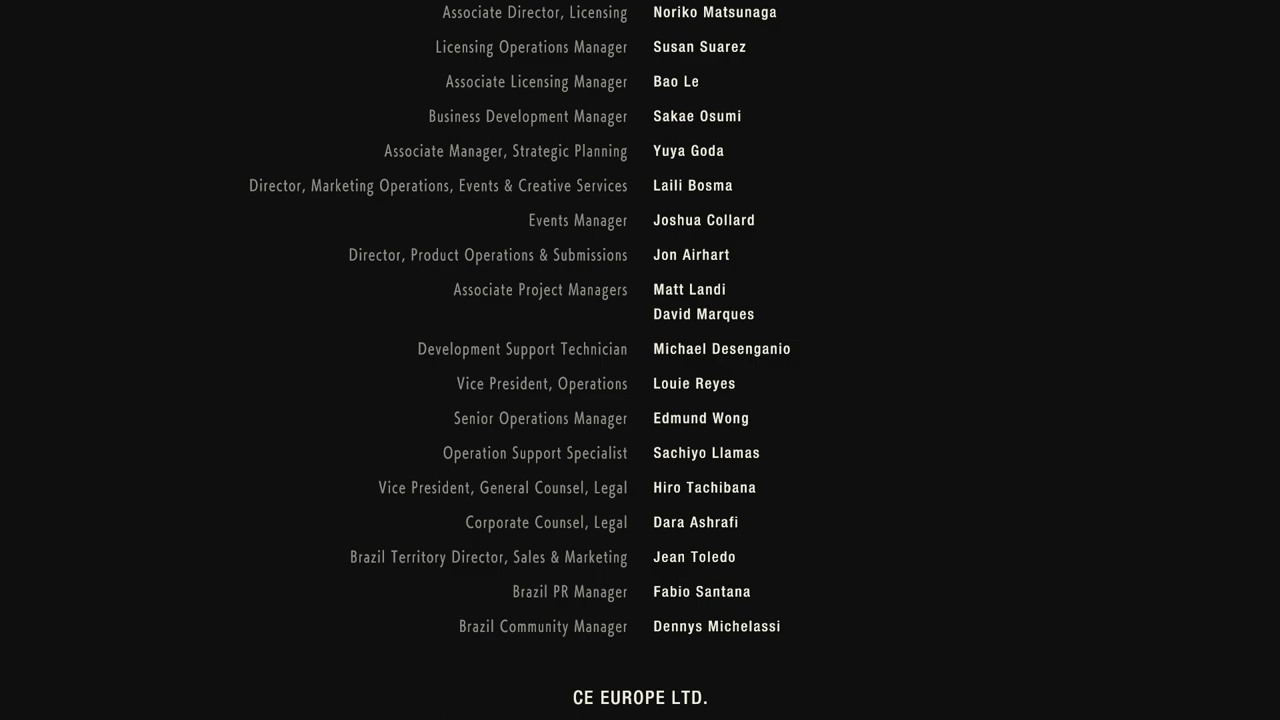 Associate Director, Licensing Noriko Matsunaga
Licensing Operations Manager Susan Suarez
Associate Licensing Manager Bao Le
Business Development Manager Sakae Osumi
Associate Manager, Strategic Planning Yuya Goda
Director, Marketing Operations, Events & Creative Services Laili Bosma
Events Manager Joshua Collard
Director, Product Operations & Submissions Jon Airhart
Associate Project Managers Matt Landi
David Marques
Development Support Technician Michael Desenganio
Vice President, Operations Louie Reyes
Senior Operations Manager Edmund Wong
Operation Support Specialist Sachiyo Llamas
Vice President, General Counsel, Legal Hiro Tachibana
Corporate Counsel, Legal Dara Ashrafi
Brazil Territory Director, Sales & Marketing Jean Toledo
Brazil PR Manager Fabio Santana
Brazil Community Manager Dennys Michelassi
CE EUROPE LTD.